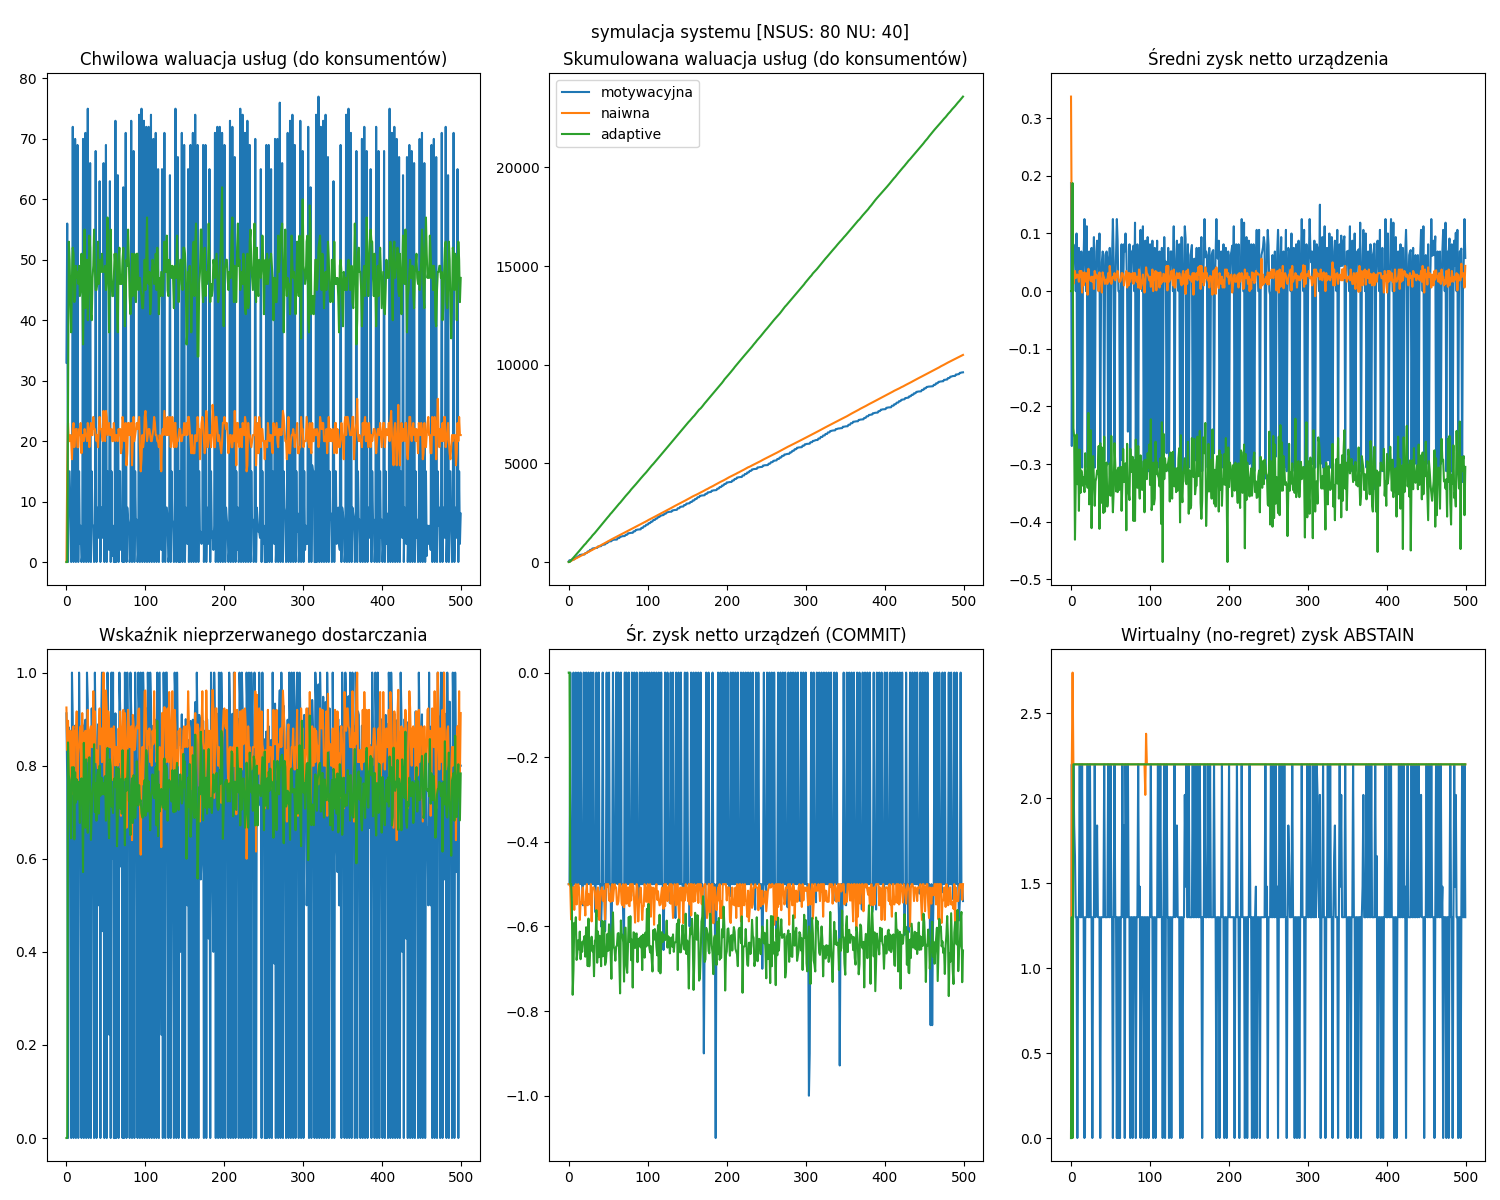 symulacja systemu [NSUS: 80 NU: 40]
Chwilowa waluacja usług (do konsumentów)
80
70
60
50
40
30
20
10
0
0 100 200 300 400 500
Skumulowana waluacja usług (do konsumentów)
motywacyjna
naiwna
adaptive
20000
15000
10000
5000
0
0 100 200 300 400 500
Średni zysk netto urządzenia
0.3
0.2
0.1
0.0
−0.1
−0.2
−0.3
−0.4
−0.5
0 100 200 300 400 500
Wskaźnik nieprzerwanego dostarczania
1.0
0.8
0.6
0.4
0.2
0.0
0 100 200 300 400 500
Śr. zysk netto urządzeń (COMMIT)
0.0
−0.2
−0.4
−0.6
−0.8
−1.0
0 100 200 300 400 500
Wirtualny (no-regret) zysk ABSTAIN
2.5
2.0
1.5
1.0
0.5
0.0
0 100 200 300 400 500